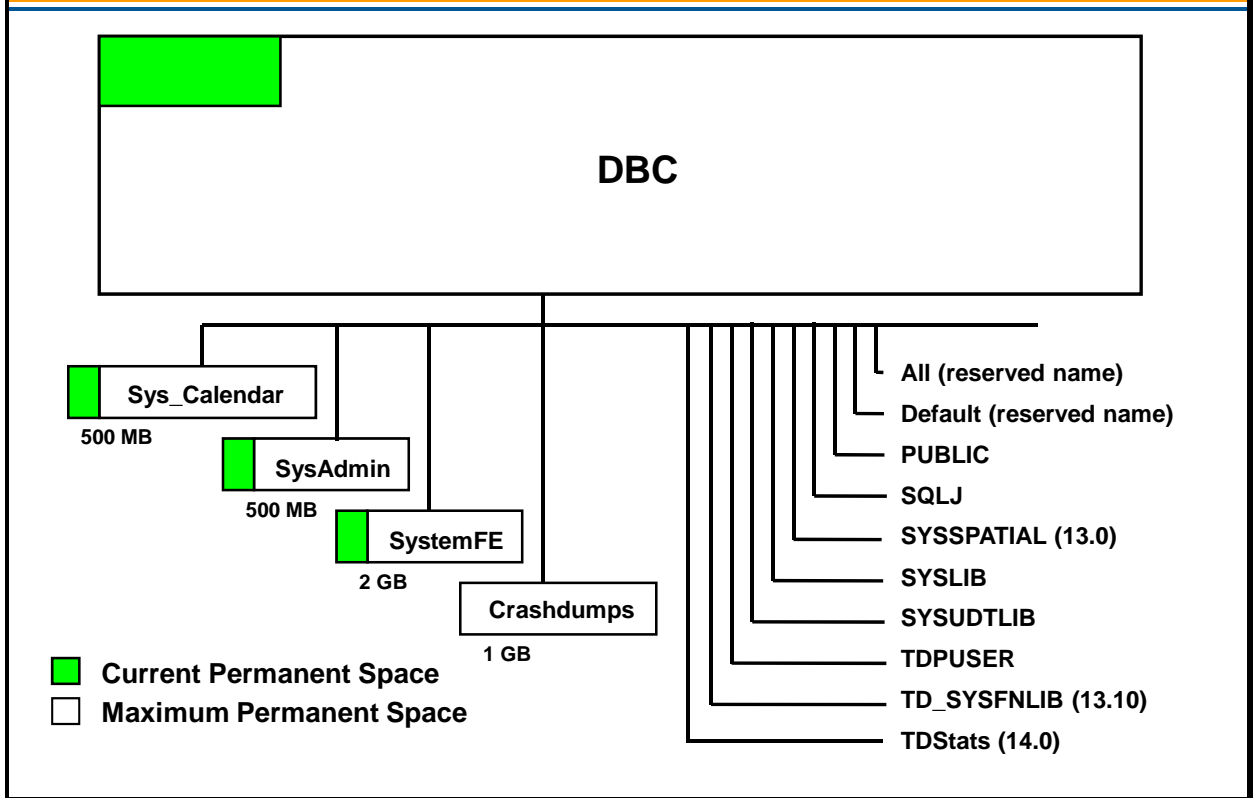 DBC
Sys_Calendar
500 MB
SysAdmin
500 MB
SystemFE
2 GB
Crashdumps
1 GB
Current Permanent Space
Maximum Permanent Space
All (reserved name)
Default (reserved name)
PUBLIC
SQLJ
SYSSPATIAL (13.0)
SYSLIB
SYSUDTLIB
TDPUSER
TD_SYSFNLIB (13.10)
TDStats (14.0)